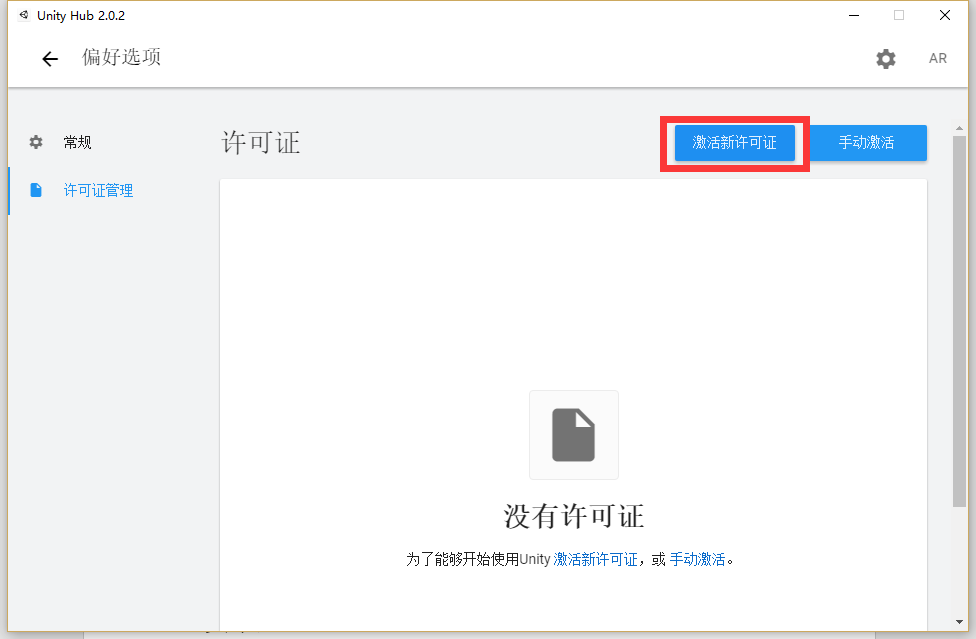 Unity Hub 2.0.2
偏好选项
AR
常规
许可证
激活新许可证
手动激活
许可证管理
没有许可证
为了能够开始使用Unity 激活新许可证，或 手动激活。